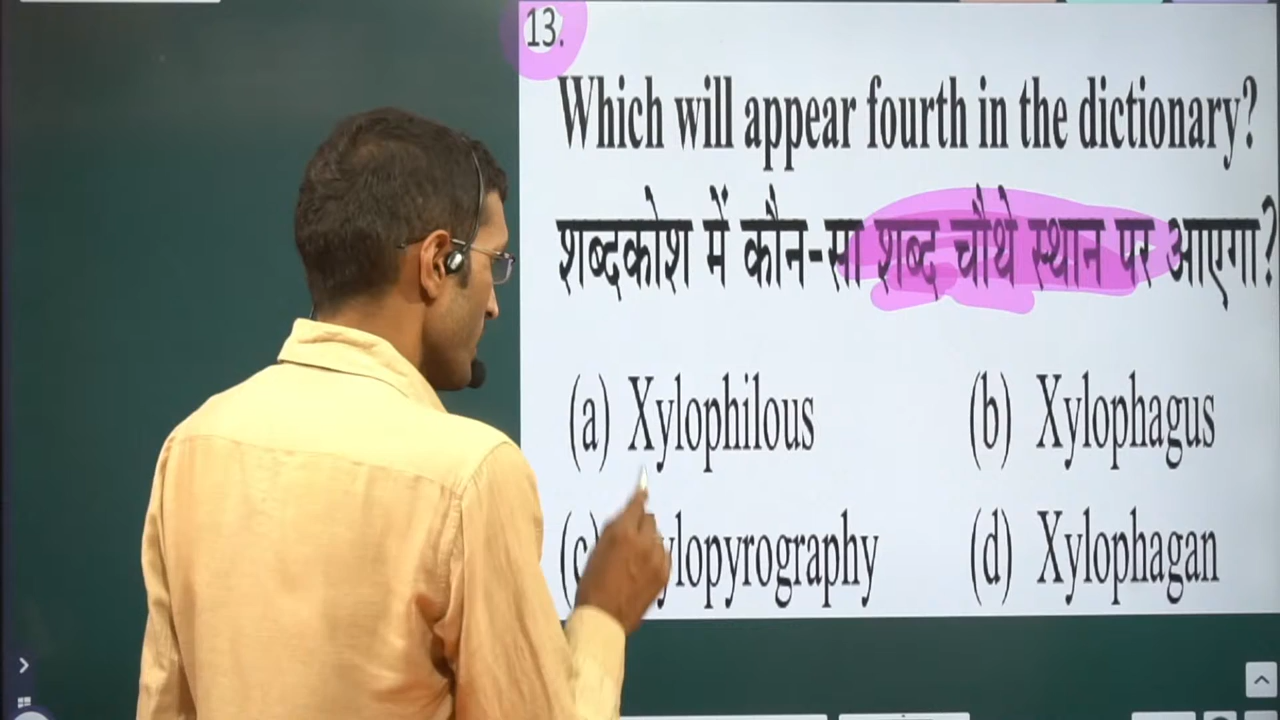 13.
Which will appear fourth in the dictionary?
शब्दकोश में कौन-सा शब्द चौथे स्थान पर आएगा?
(a) Xylophilous (b) Xylophagus
(c) ylopyrography (d) Xylophagan